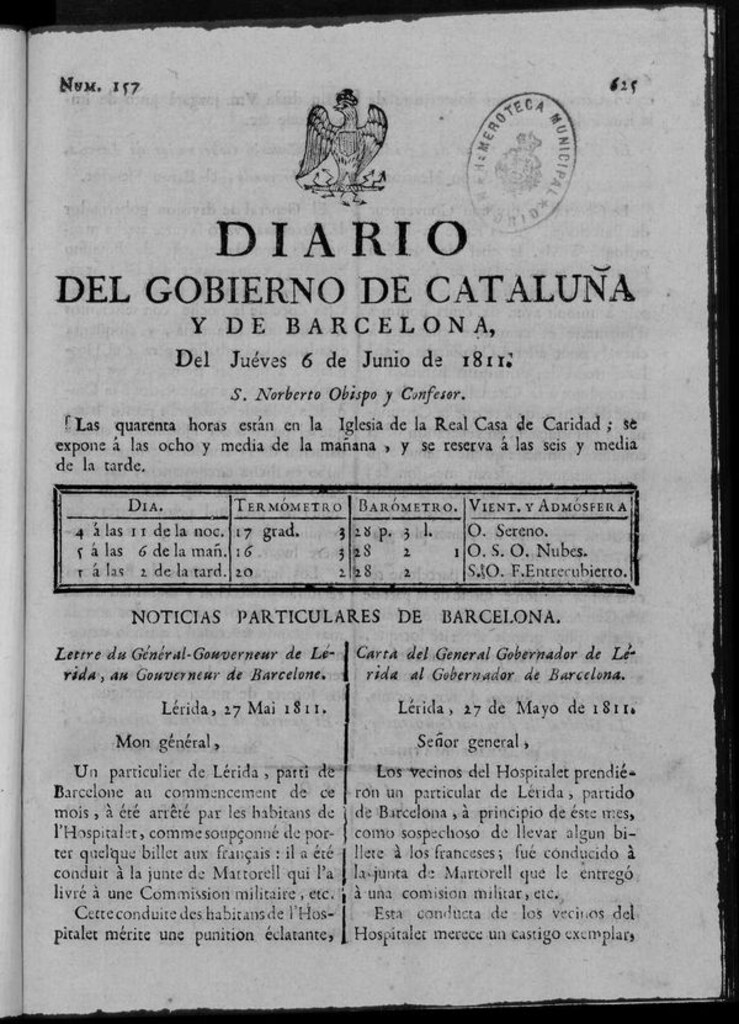 NUM. 157
625
HEMEROTECA MUNICIPAL
DIARIO
DEL GOBIERNO DE CATALUÑA
Y DE BARCELONA,
Del Juéves 6 de Junio de 1811.
S. Norberto Obispo y Confesor.
Las quarenta horas están en la Iglesia de la Real Casa de Caridad ; se
expone á las ocho y media de la mañana , y se reserva á las seis y media
de la tarde.
DIA. TERMÓMETRO BARÓMETRO. VIENT. Y ADMÓSFERA
4 á las 11 de la noc. 17 grad. 3 28 p. 3 l. O. Sereno.
5 á las 6 de la mañ. 16 3 28 2 1 O. S. O. Nubes.
5 á las 2 de la tard. 20 2 28 2 S. O. F. Entrecubierto.
NOTICIAS PARTICULARES DE BARCELONA.
Lettre du Général-Gouverneur de Lé-
rida, au Gouverneur de Barcelone.
Lérida, 27 Mai 1811.
Mon général,
Un particulier de Lérida , parti de
Barcelone au commencement de ce
mois , à été arrêté par les habitans de
l'Hospitalet, comme soupçonné de por-
ter quelque billet aux français : il a été
conduit à la junte de Martorell qui l'a
livré à une Commission militaire , etc.
Cette conduite des habitans de l'Hos-
pitalet mérite une punition éclatante,
Carta del General Gobernador de Lé-
rida al Gobernador de Barcelona.
Lérida, 27 de Mayo de 1811.
Señor general,
Los vecinos del Hospitalet prendié-
rón un particular de Lérida, partido
de Barcelona , à principio de éste mes,
como sospechoso de llevar algun bi-
llete à los franceses; fué conducido à
la junta de Martorell que le entregó
à una comision militar, etc.
Esta conducta de los vecinos del
Hospitalet merece un castigo exemplar,